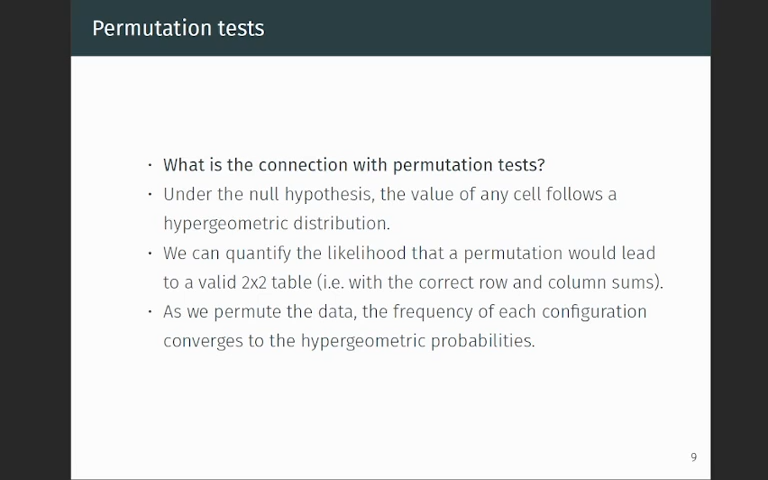 Permutation tests
· What is the connection with permutation tests?
· Under the null hypothesis, the value of any cell follows a
hypergeometric distribution.
· We can quantify the likelihood that a permutation would lead
to a valid 2x2 table (i.e. with the correct row and column sums).
· As we permute the data, the frequency of each configuration
converges to the hypergeometric probabilities.
9